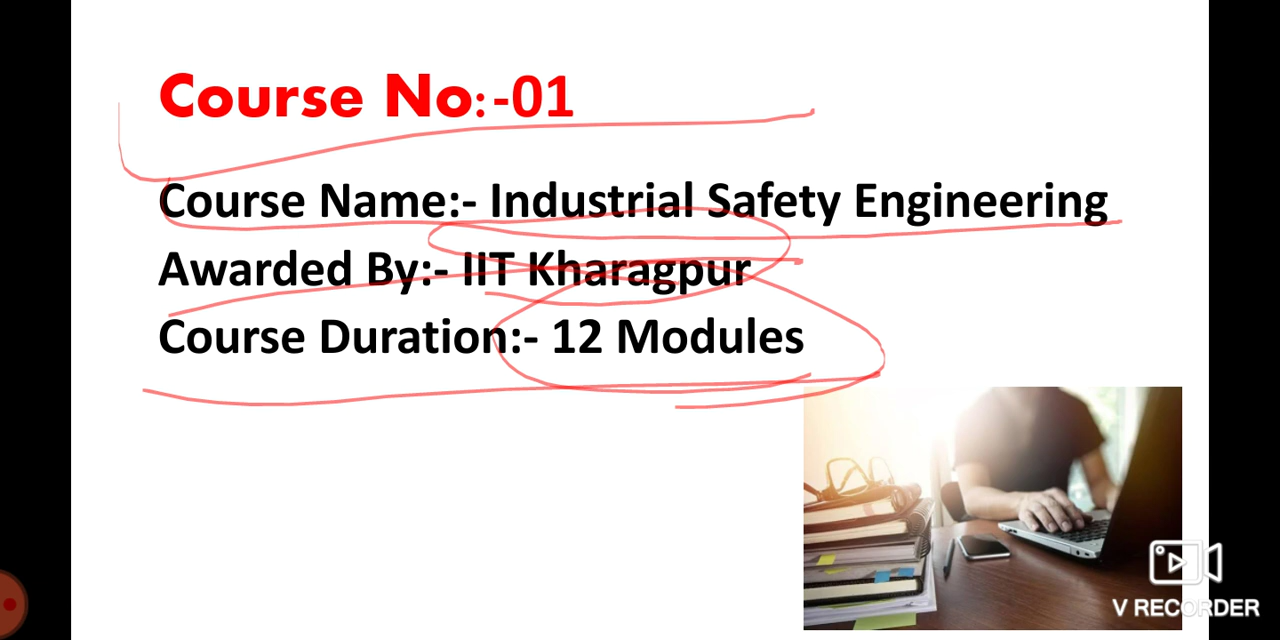 Course No:-01
Course Name:- Industrial Safety Engineering
Awarded By:- IIT Kharagpur
Course Duration:- 12 Modules
V RECORDER